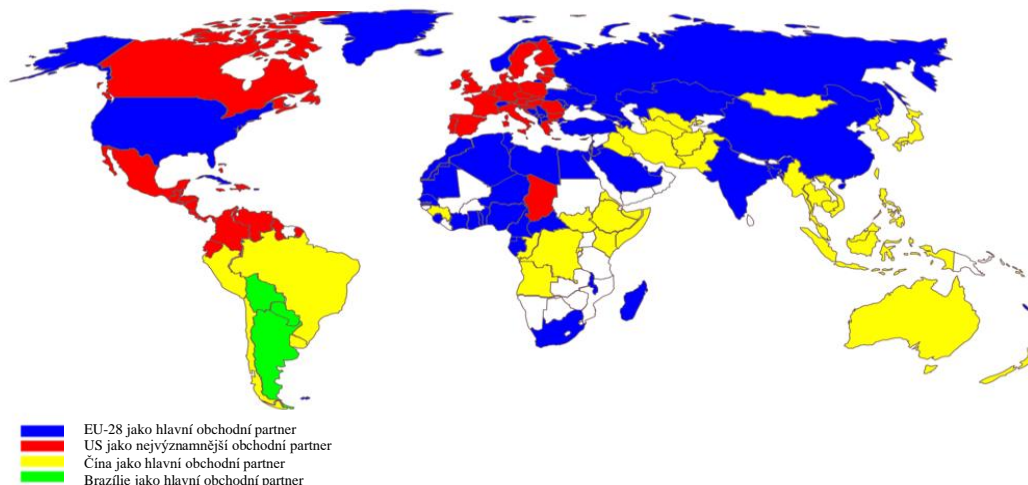 EU-28 jako hlavní obchodní partner
US jako nejvýznamnější obchodní partner
Čína jako hlavní obchodní partner
Brazílie jako hlavní obchodní partner